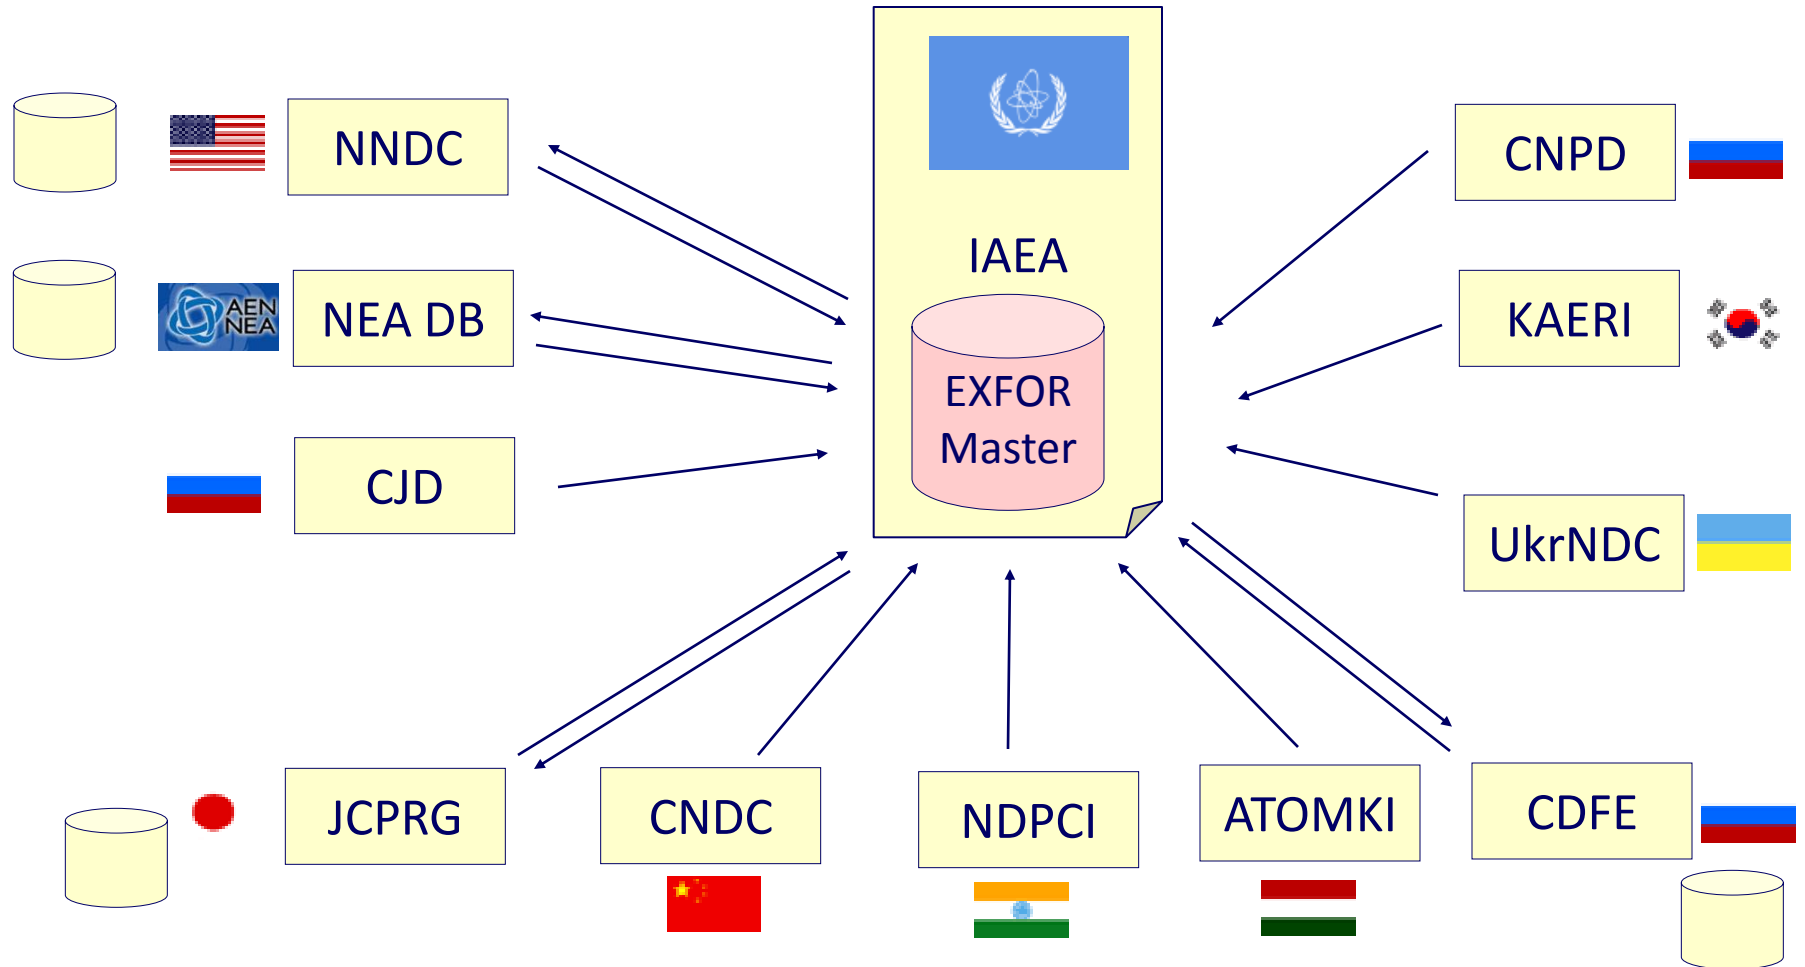 NNDC
IAEA
CNPD
AEN
NEA
NEA DB
KAERI
EXFOR
Master
CJD
UkrNDC
JCPRG
CNDC
NDPCI
ATOMKI
CDFE